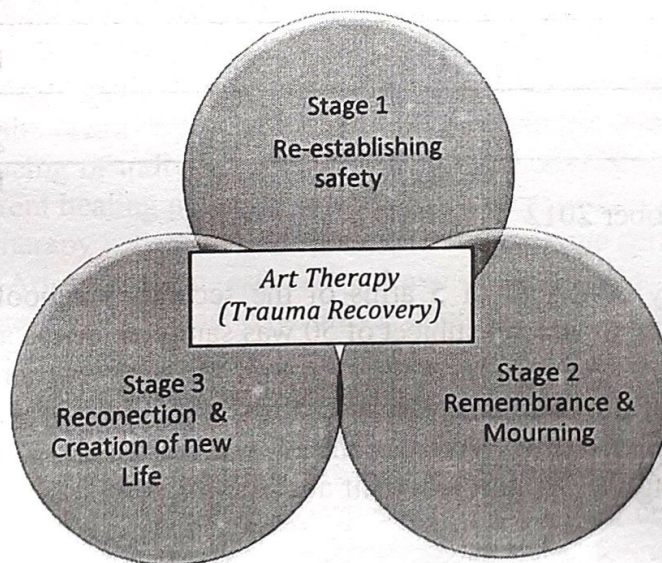 Stage 1
Re-establishing
safety
Art Therapy
(Trauma Recovery)
Stage 2
Remembrance &
Mourning
Stage 3
Reconection &
Creation of new
Life